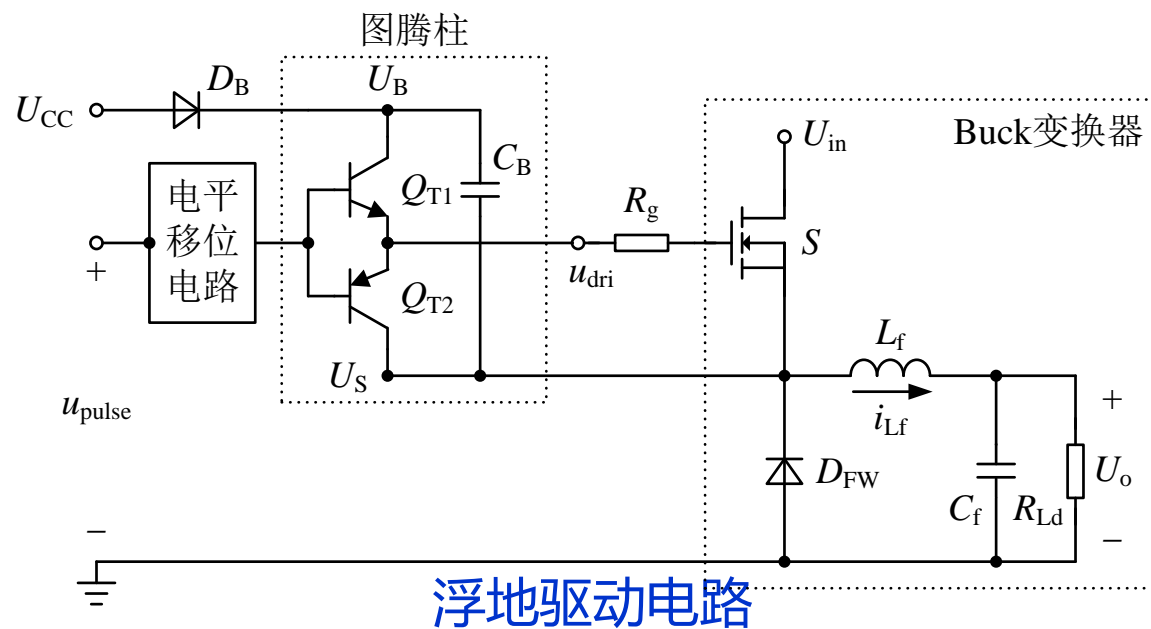 图腾柱
D_B
U_B
U_CC
U_in
Buck变换器
电平
移位
电路
C_B
Q_T1
R_g
S
+
u_dri
Q_T2
L_f
U_S
i_Lf
+
u_pulse
D_FW
U_o
C_f
R_Ld
−
−
浮地驱动电路